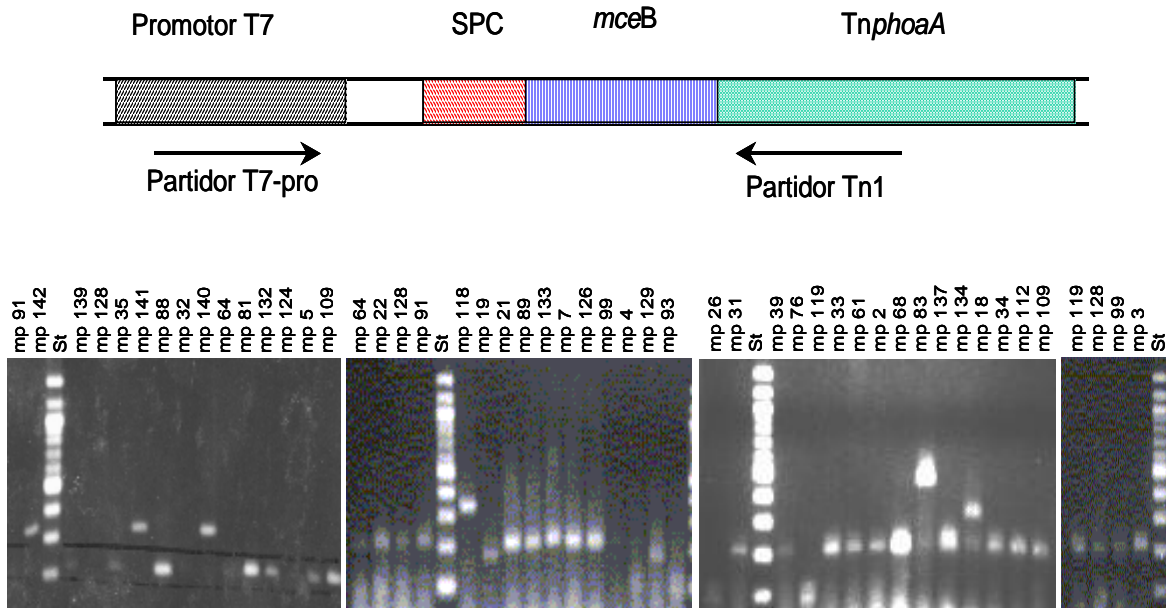 Promotor T7 SPC mceB TnphoaA
Partidor T7-pro Partidor Tn1
mp 91
mp 142
St
mp 139
mp 128
mp 35
mp 141
mp 88
mp 32
mp 140
mp 64
mp 81
mp 132
mp 124
mp 5
mp 109
mp 64
mp 22
mp 128
mp 91
St
mp 118
mp 19
mp 21
mp 89
mp 133
mp 7
mp 126
mp 99
mp 4
mp 129
mp 93
mp 26
mp 31
St
mp 39
mp 76
mp 119
mp 33
mp 61
mp 2
mp 68
mp 83
mp 137
mp 134
mp 18
mp 34
mp 112
mp 109
mp 119
mp 128
mp 99
mp 3
St